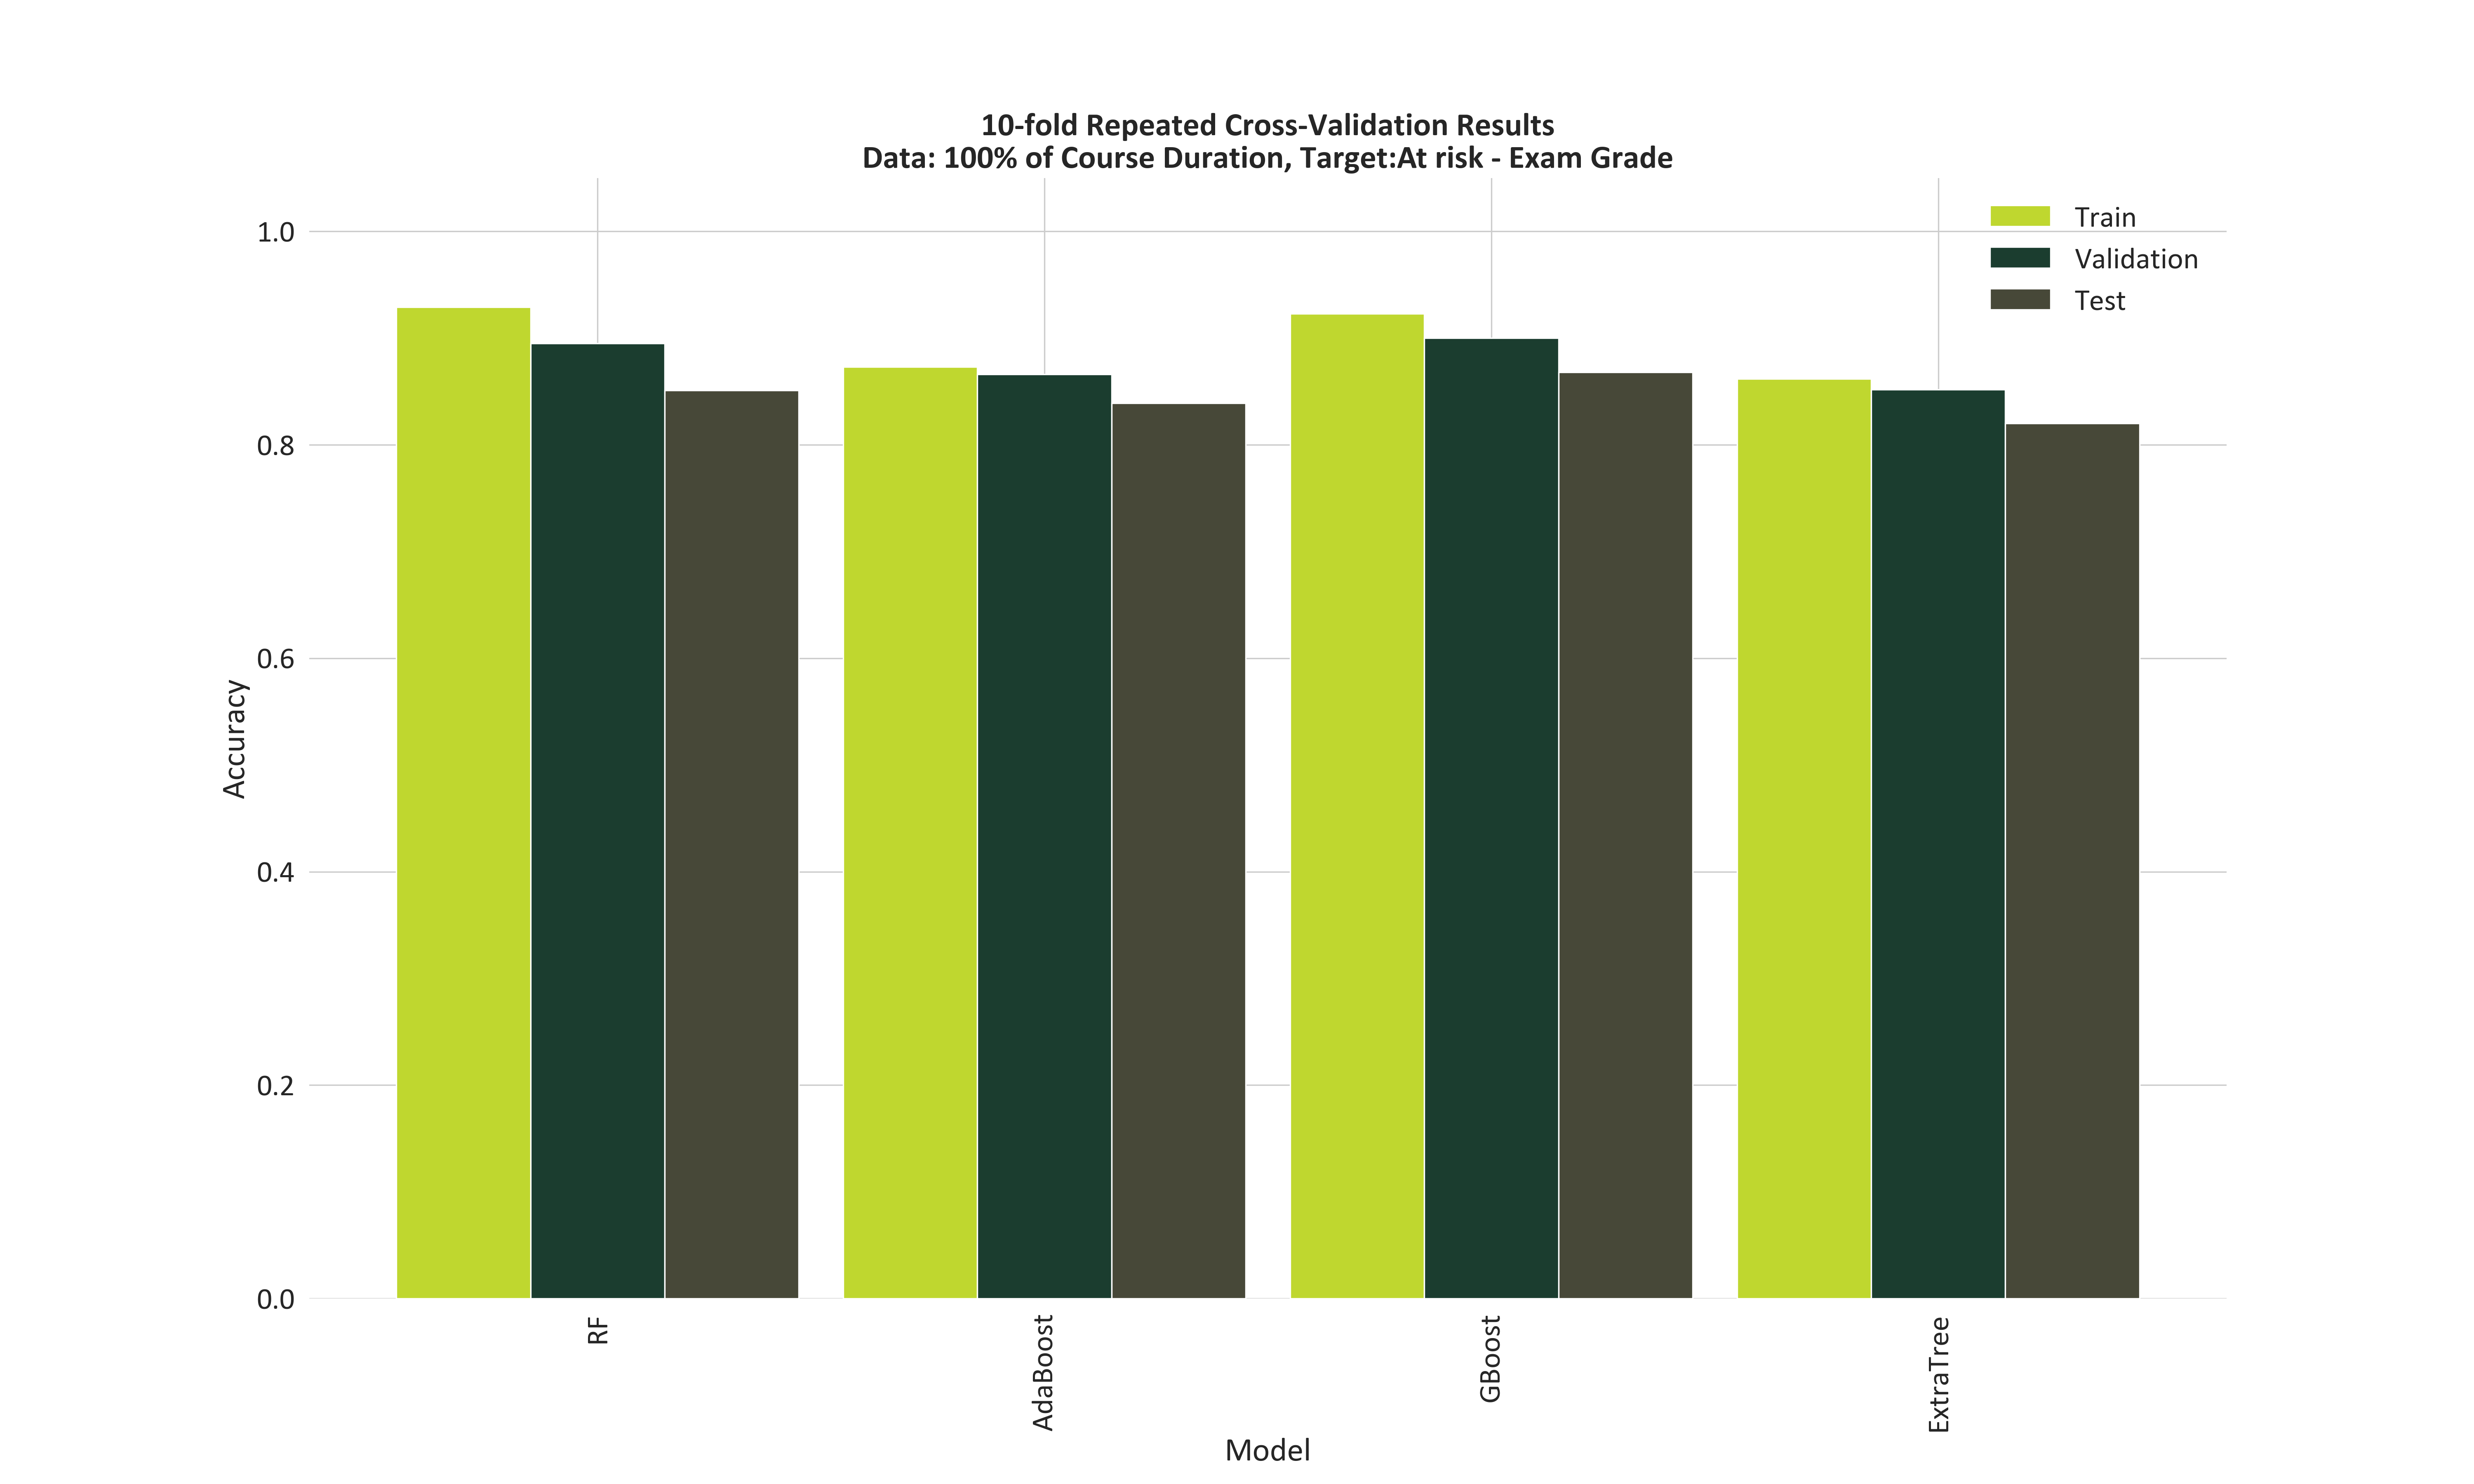 10-fold Repeated Cross-Validation Results
Data: 100% of Course Duration, Target:At risk - Exam Grade
Train
Validation
Test
1.0
0.8
0.6
0.4
0.2
0.0
Accuracy
RF
AdaBoost
GBoost
ExtraTree
Model